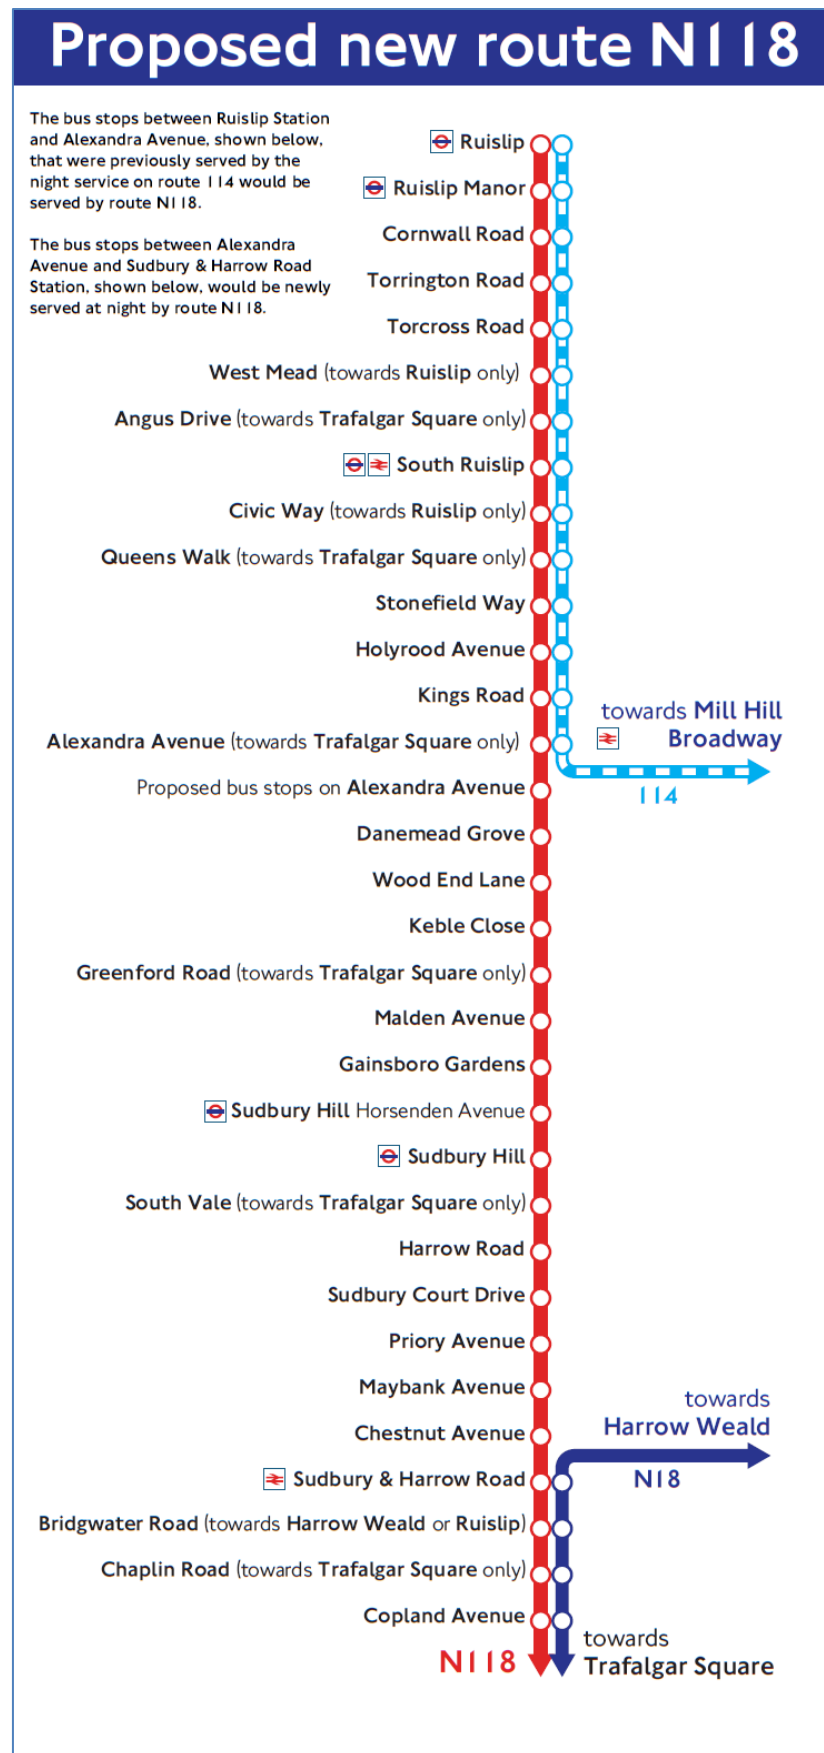 Proposed new route N118
The bus stops between Ruislip Station
and Alexandra Avenue, shown below,
that were previously served by the
night service on route 114 would be
served by route N118.
The bus stops between Alexandra
Avenue and Sudbury & Harrow Road
Station, shown below, would be newly
served at night by route N118.
Ruislip
Ruislip Manor
Cornwall Road
Torrington Road
Torcross Road
West Mead (towards Ruislip only)
Angus Drive (towards Trafalgar Square only)
South Ruislip
Civic Way (towards Ruislip only)
Queens Walk (towards Trafalgar Square only)
Stonefield Way
Holyrood Avenue
Kings Road
towards Mill Hill
Broadway
114
Alexandra Avenue (towards Trafalgar Square only)
Proposed bus stops on Alexandra Avenue
Danemead Grove
Wood End Lane
Keble Close
Greenford Road (towards Trafalgar Square only)
Malden Avenue
Gainsboro Gardens
Sudbury Hill Horsenden Avenue
Sudbury Hill
South Vale (towards Trafalgar Square only)
Harrow Road
Sudbury Court Drive
Priory Avenue
Maybank Avenue
Chestnut Avenue
towards
Harrow Weald
N18
Sudbury & Harrow Road
Bridgwater Road (towards Harrow Weald or Ruislip)
Chaplin Road (towards Trafalgar Square only)
Copland Avenue
N118
towards
Trafalgar Square